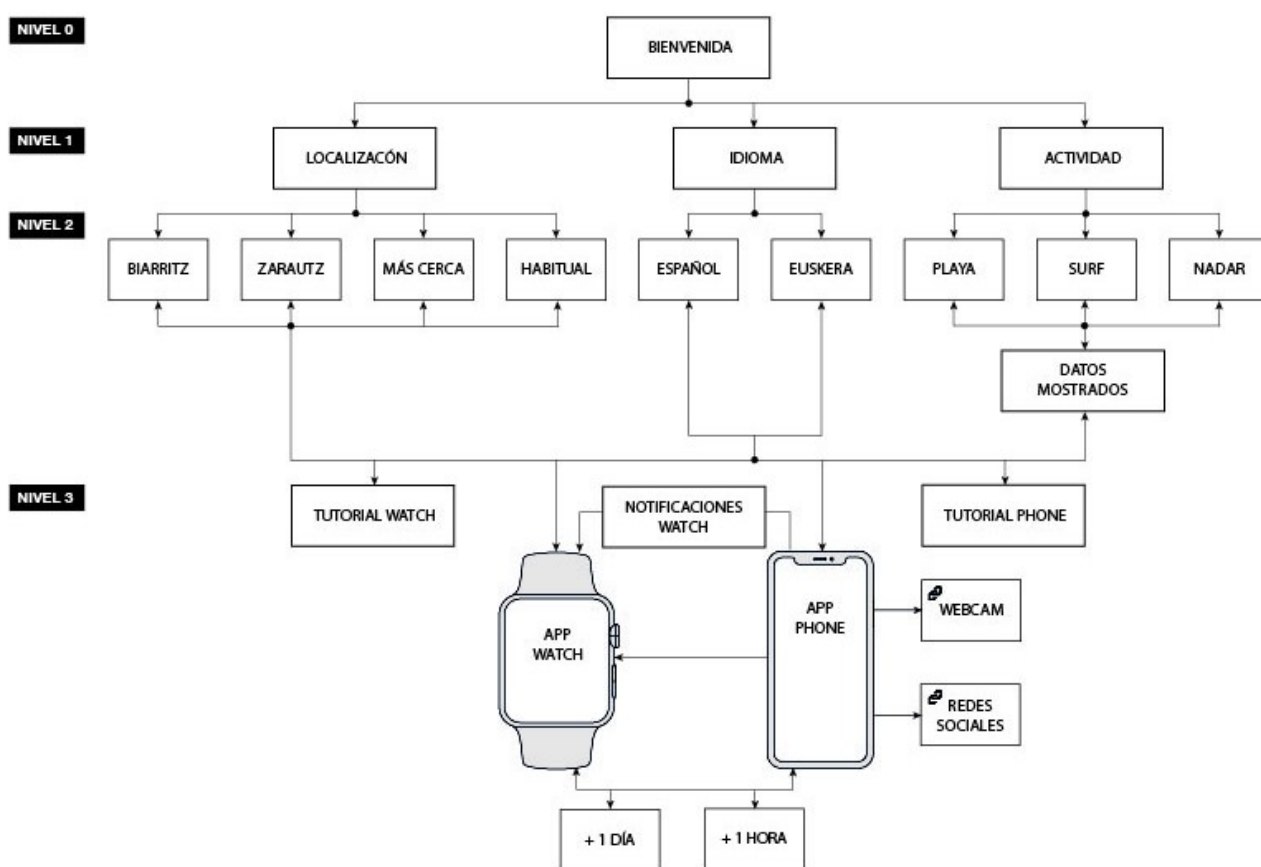 NIVEL 0
BIENVENIDA
NIVEL 1
LOCALIZACÓN
IDIOMA
ACTIVIDAD
NIVEL 2
BIARRITZ
ZARAUTZ
MÁS CERCA
HABITUAL
ESPAÑOL
EUSKERA
PLAYA
SURF
NADAR
DATOS
MOSTRADOS
NIVEL 3
TUTORIAL WATCH
NOTIFICACIONES
WATCH
TUTORIAL PHONE
APP
WATCH
APP
PHONE
WEBCAM
REDES
SOCIALES
+ 1 DÍA
+ 1 HORA